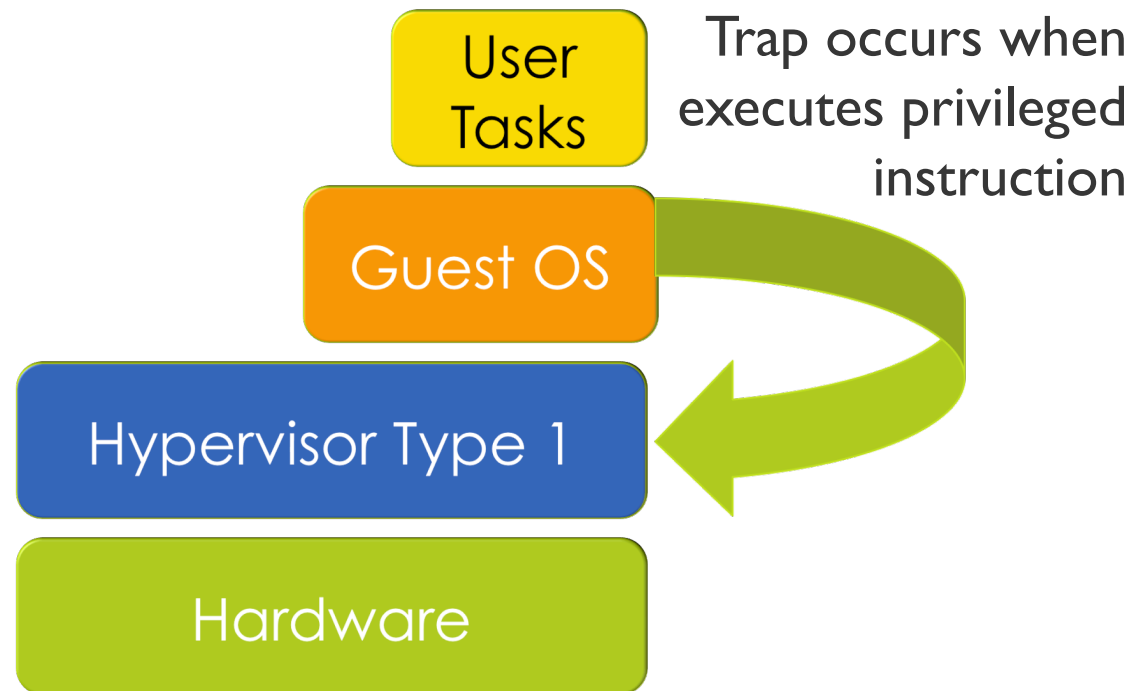 User
Tasks
Trap occurs when
executes privileged
instruction
Guest OS
Hypervisor Type 1
Hardware